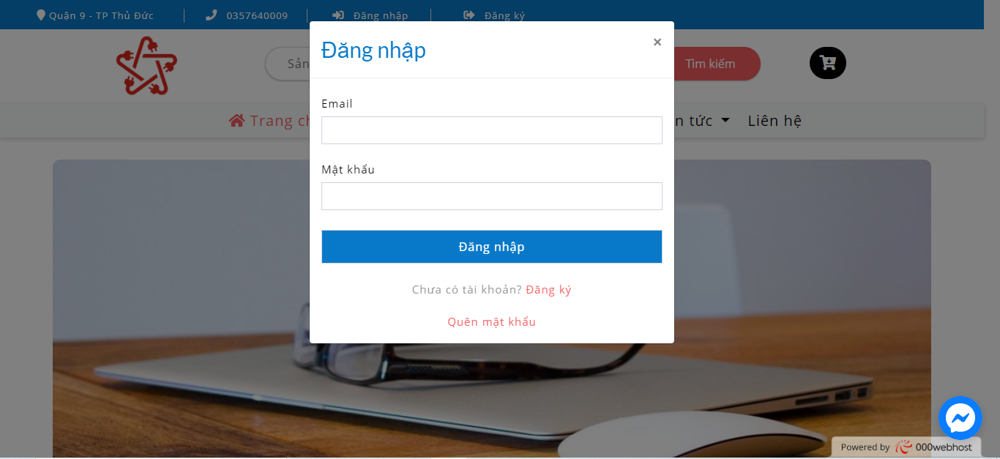 Quận 9 - TP Thủ Đức
0357640009
Đăng nhập
Đăng ký
Đăng nhập
×
Sản
Tìm kiếm
Trang
Liên hệ
tức
Email
Mật khẩu
Đăng nhập
Chưa có tài khoản? Đăng ký
Quên mật khẩu
Powered by 000webhost